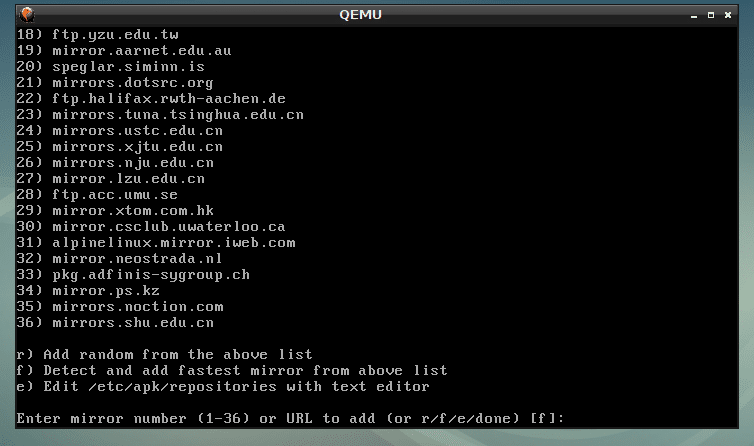 QEMU
18) ftp.yzu.edu.tw
19) mirror.aarnet.edu.au
20) speglar.siminn.is
21) mirrors.dotsrc.org
22) ftp.halifax.rwth-aachen.de
23) mirrors.tuna.tsinghua.edu.cn
24) mirrors.ustc.edu.cn
25) mirrors.xjtu.edu.cn
26) mirrors.nju.edu.cn
27) mirror.lzu.edu.cn
28) ftp.acc.umu.se
29) mirror.xtom.com.hk
30) mirror.csclub.uwaterloo.ca
31) alpinelinux.mirror.iweb.com
32) mirror.neostrada.nl
33) pkg.adfinis-sygroup.ch
34) mirror.ps.kz
35) mirrors.noction.com
36) mirrors.shu.edu.cn
r) Add random from the above list
f) Detect and add fastest mirror from above list
e) Edit /etc/apk/repositories with text editor
Enter mirror number (1-36) or URL to add (or r/f/e/done) [f]: